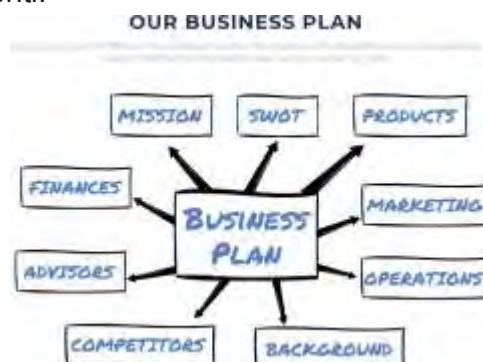 OUR BUSINESS PLAN
MISSION
SWOT
PRODUCTS
FINANCES
BUSINESS
PLAN
MARKETING
ADVISORS
OPERATIONS
COMPETITORS
BACKGROUND